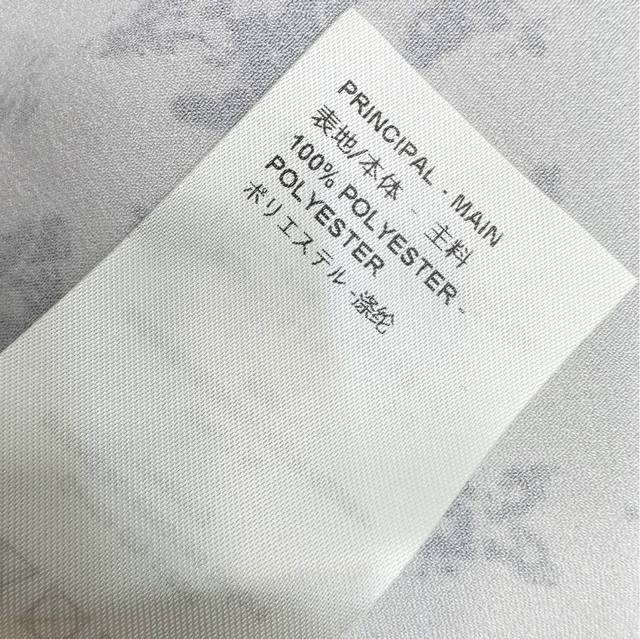 PRINCIPAL - MAIN
表地/本体 - 主料
100% POLYESTER -
POLYESTER
ポリエステル -涤纶